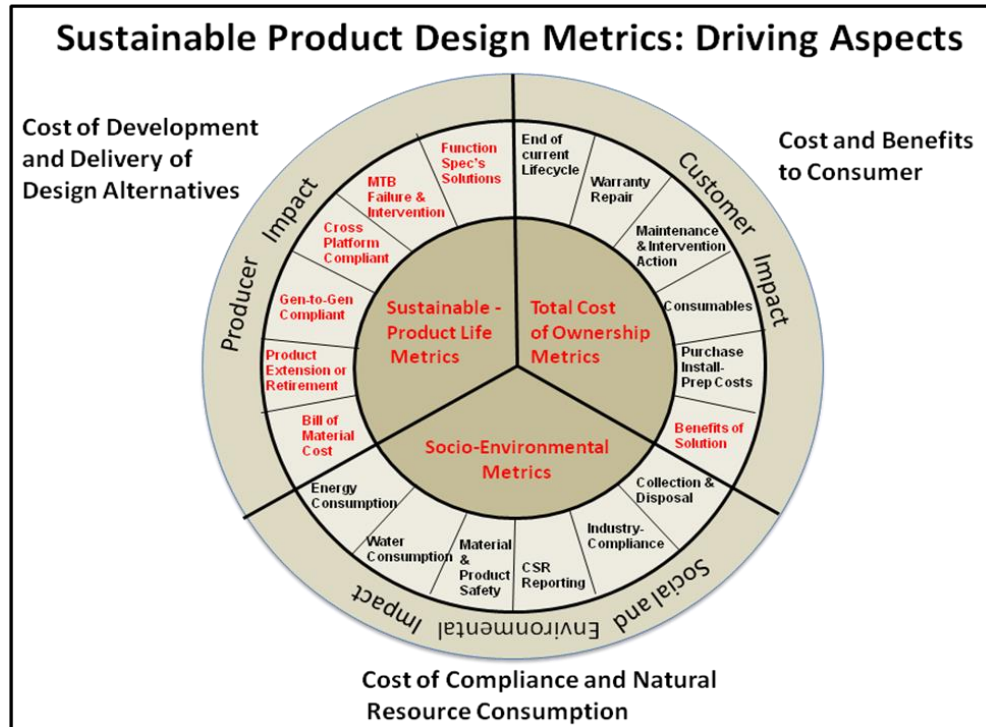 Sustainable Product Design Metrics: Driving Aspects
Cost of Development
and Delivery of
Design Alternatives
Cost and Benefits
to Consumer
Producer Impact
Customer Impact
Social and Environmental Impact
Function
Spec's
Solutions
MTB
Failure &
Intervention
Cross
Platform
Compliant
Gen-to-Gen
Compliant
Product
Extension or
Retirement
Bill of
Material
Cost
End of
current
Lifecycle
Warranty
Repair
Maintenance
& Intervention
Action
Consumables
Purchase
Install-
Prep Costs
Benefits of
Solution
Sustainable -
Product Life
Metrics
Total Cost
of Ownership
Metrics
Socio-Environmental
Metrics
Energy
Consumption
Water
Consumption
Material
&
Product
Safety
CSR
Reporting
Industry-
Compliance
Collection &
Disposal
Cost of Compliance and Natural
Resource Consumption